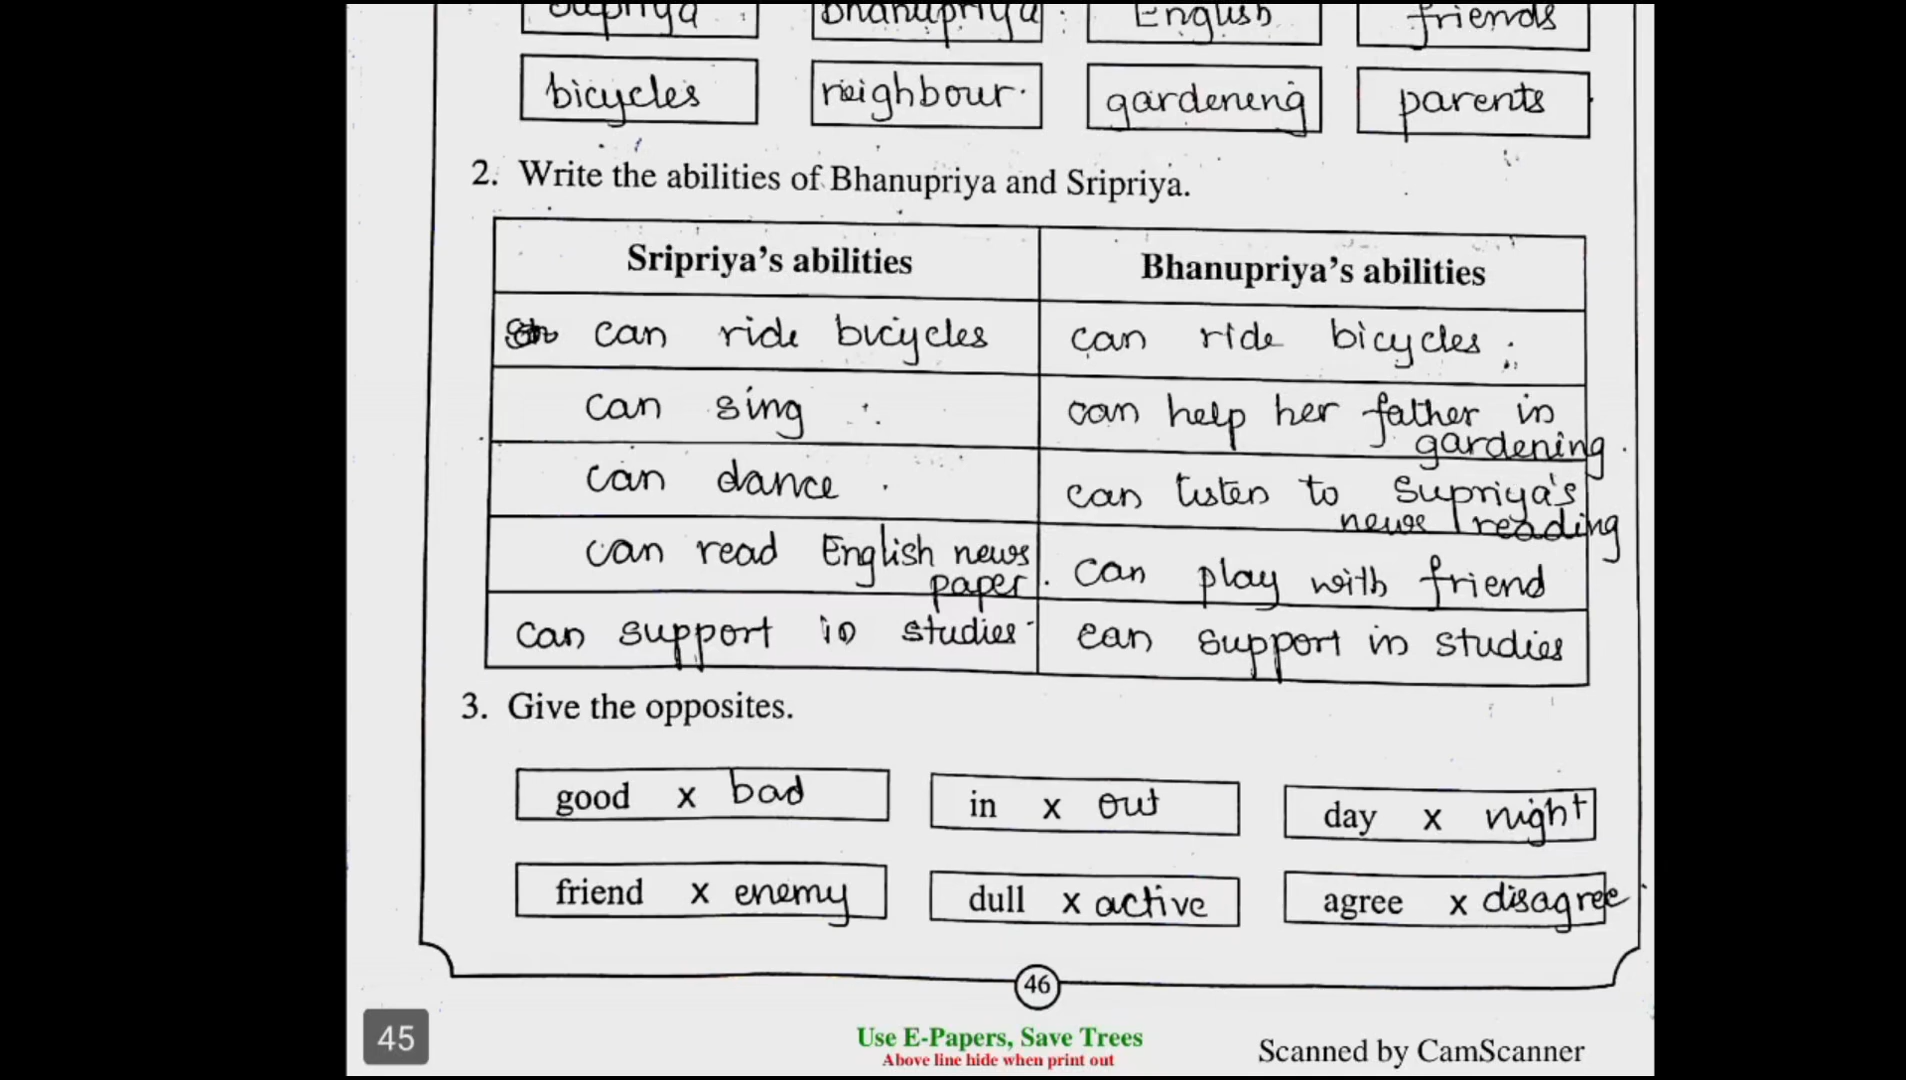 Supriya Bhanupriya English friends
bicycles neighbour. gardening parents
2. Write the abilities of Bhanupriya and Sripriya.
Sripriya's abilities Bhanupriya's abilities
can ride bicycles can ride bicycles.
can sing. can help her father in
gardening.
can dance. can listen to Supriya's
news reading
can read English news
paper. can play with friend
can support in studies can support in studies
3. Give the opposites.
good x bad in x out day x night
friend x enemy dull x active agree x disagree
46
45
Use E-Papers, Save Trees
Above line hide when print out
Scanned by CamScanner